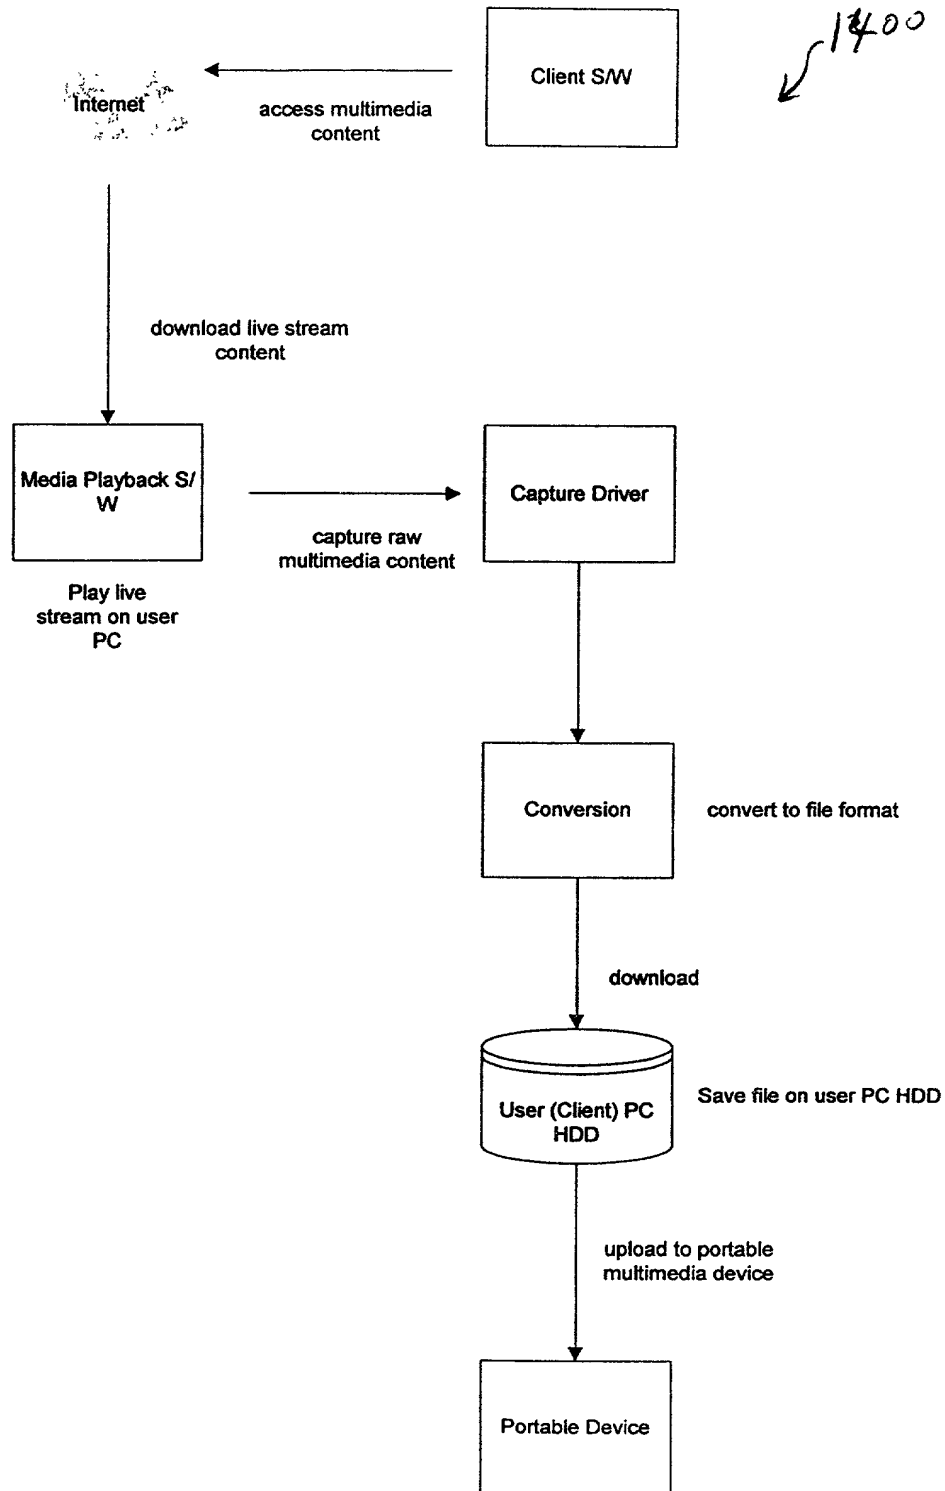 1400
Client S/W
Internet
access multimedia
content
download live stream
content
Media Playback S/
W
Capture Driver
capture raw
multimedia content
Play live
stream on user
PC
Conversion
convert to file format
download
User (Client) PC
HDD
Save file on user PC HDD
upload to portable
multimedia device
Portable Device